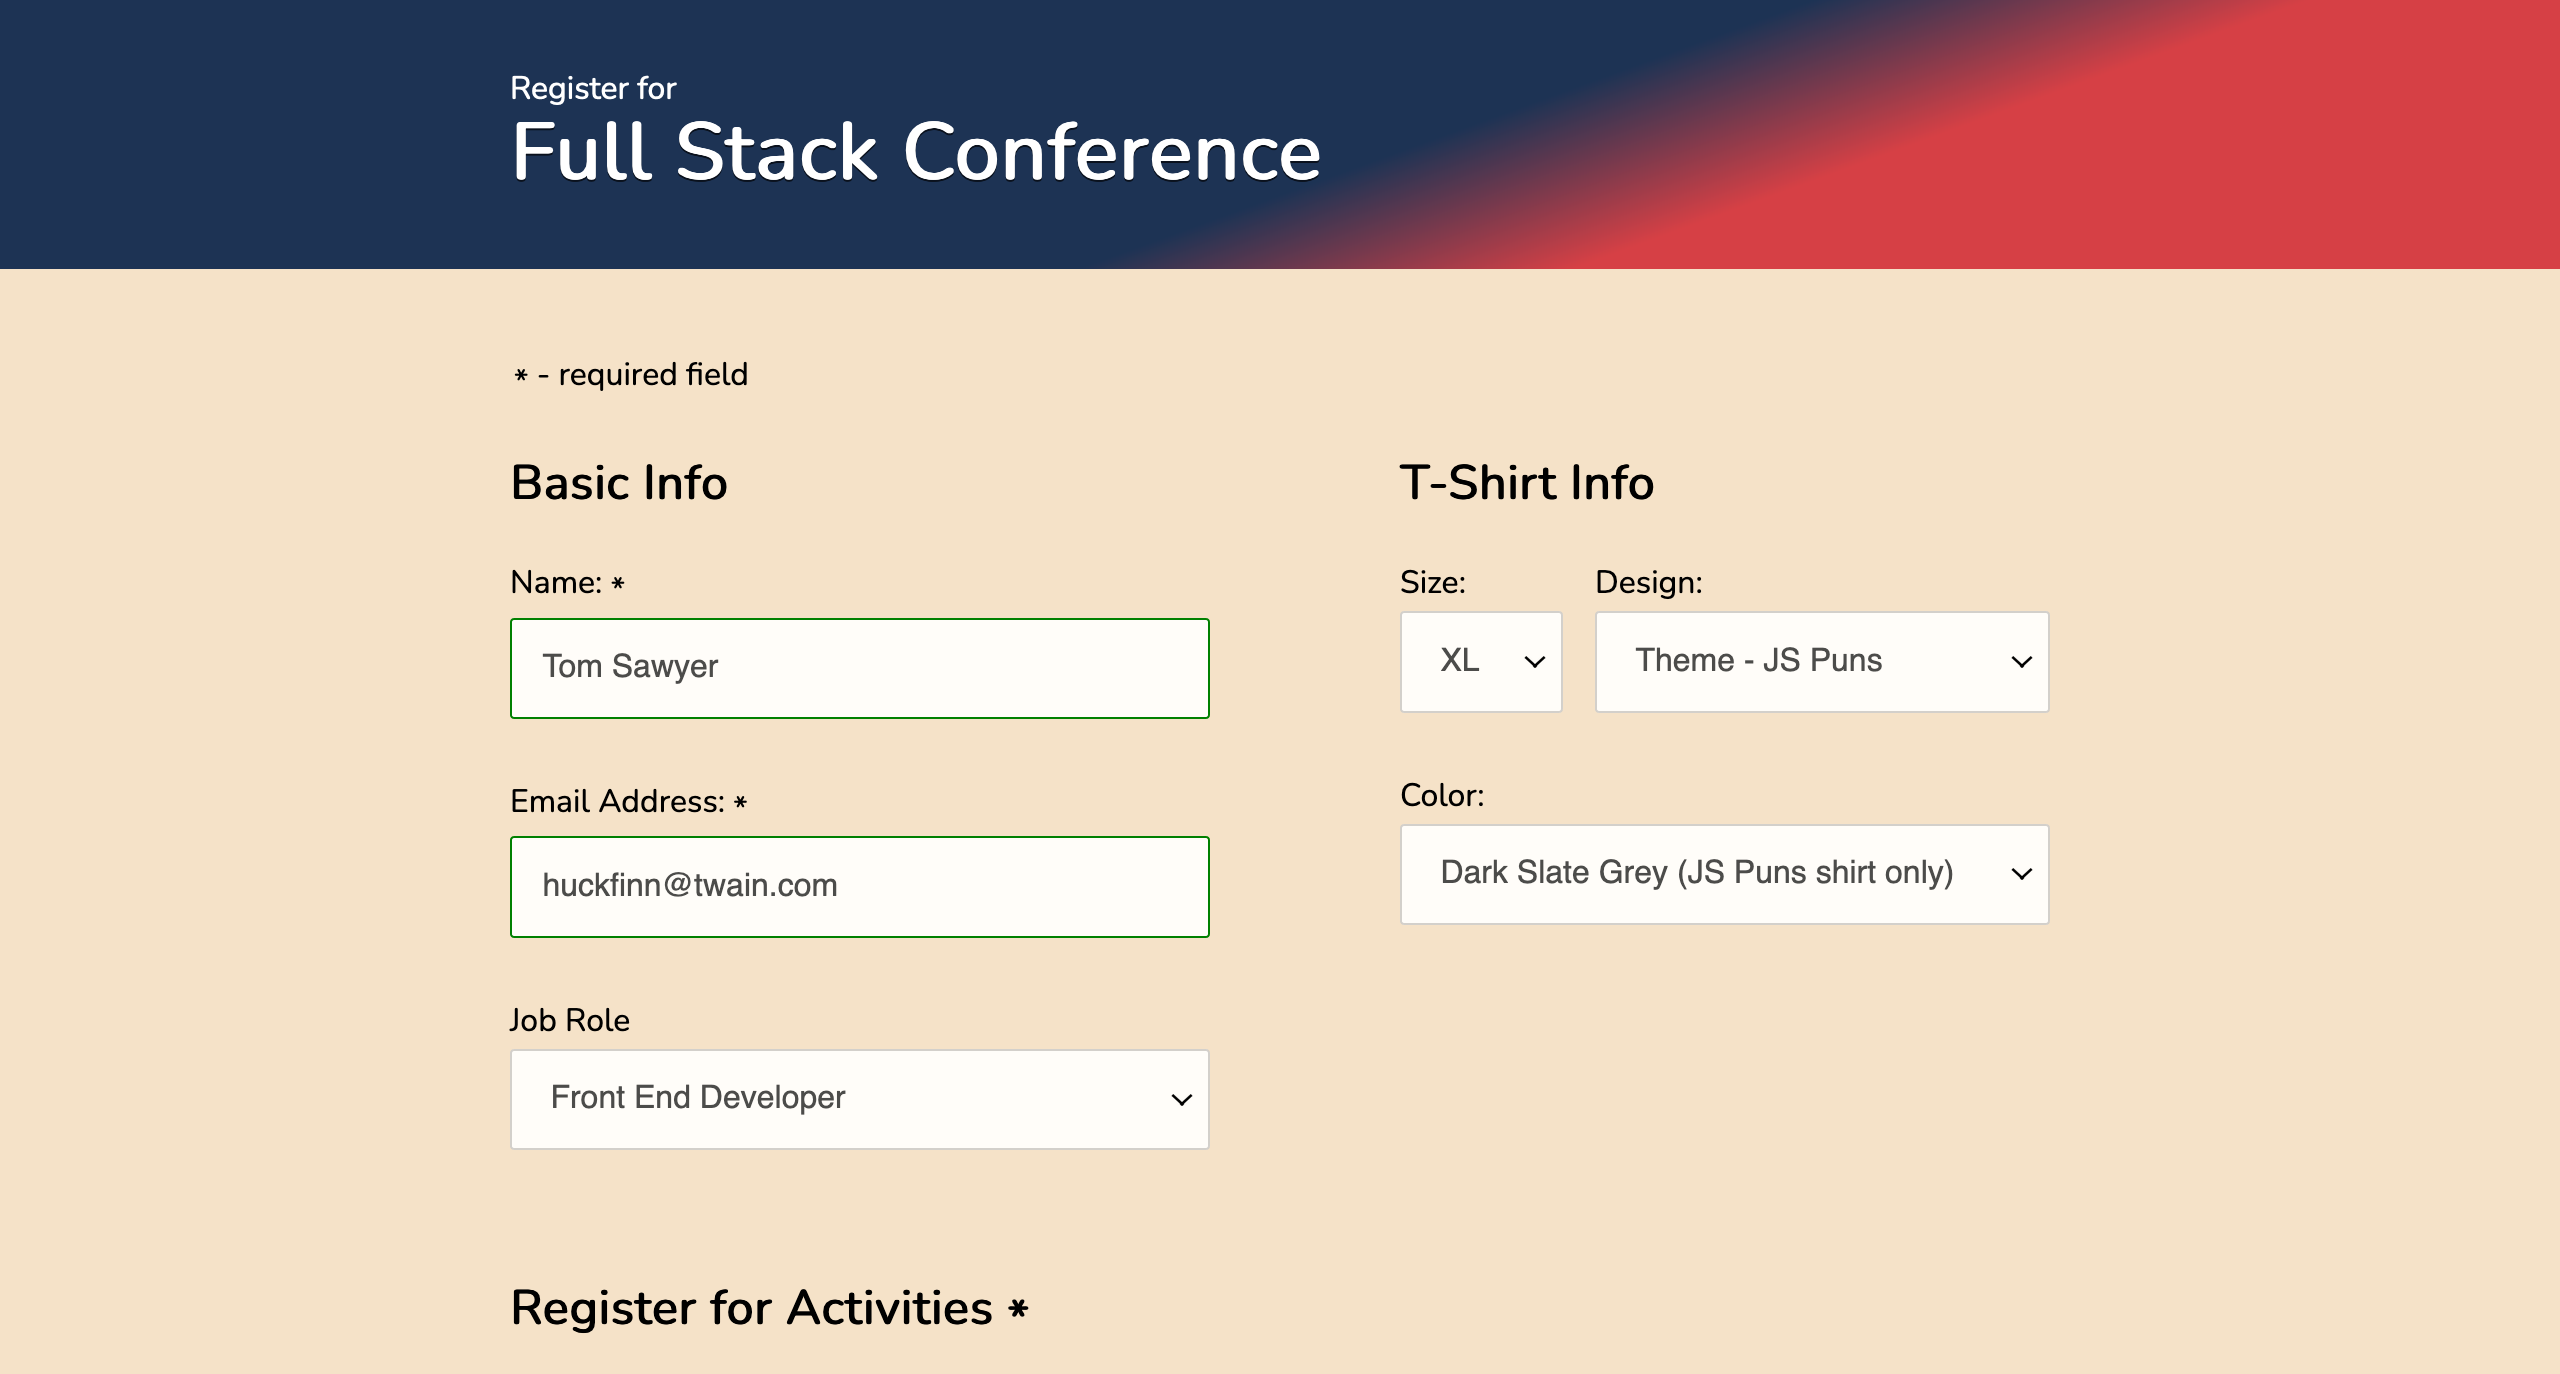 Register for
Full Stack Conference
* - required field
Basic Info
Name: *
Tom Sawyer
Email Address: *
huckfinn@twain.com
Job Role
Front End Developer
T-Shirt Info
Size:
XL
Design:
Theme - JS Puns
Color:
Dark Slate Grey (JS Puns shirt only)
Register for Activities *